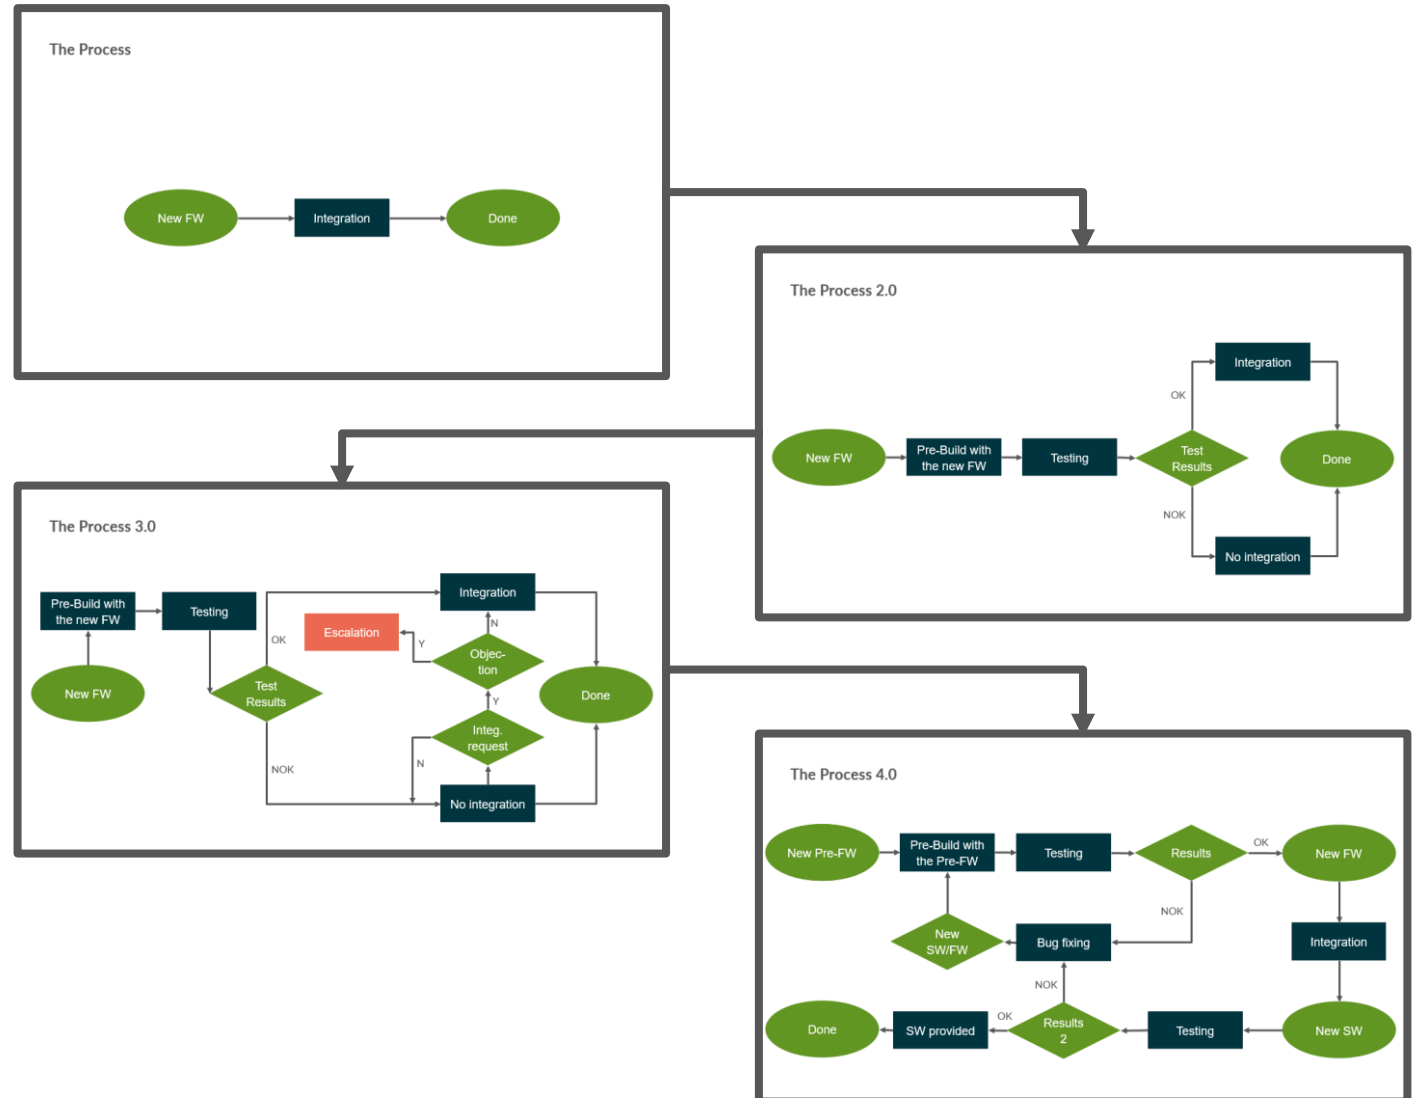 The Process
New FW
Integration
Done
The Process 2.0
Integration
OK
New FW
Pre-Build with
the new FW
Testing
Test
Results
Done
NOK
No integration
The Process 3.0
Pre-Build with
the new FW
Testing
Integration
Escalation
N
OK
Y
Objec-
tion
New FW
Test
Results
Done
Y
Integ.
request
NOK
N
No integration
The Process 4.0
New Pre-FW
Pre-Build with
the Pre-FW
Testing
Results
OK
New FW
NOK
New
SW/FW
Bug fixing
Integration
NOK
Done
SW provided
OK
Results
2
Testing
New SW